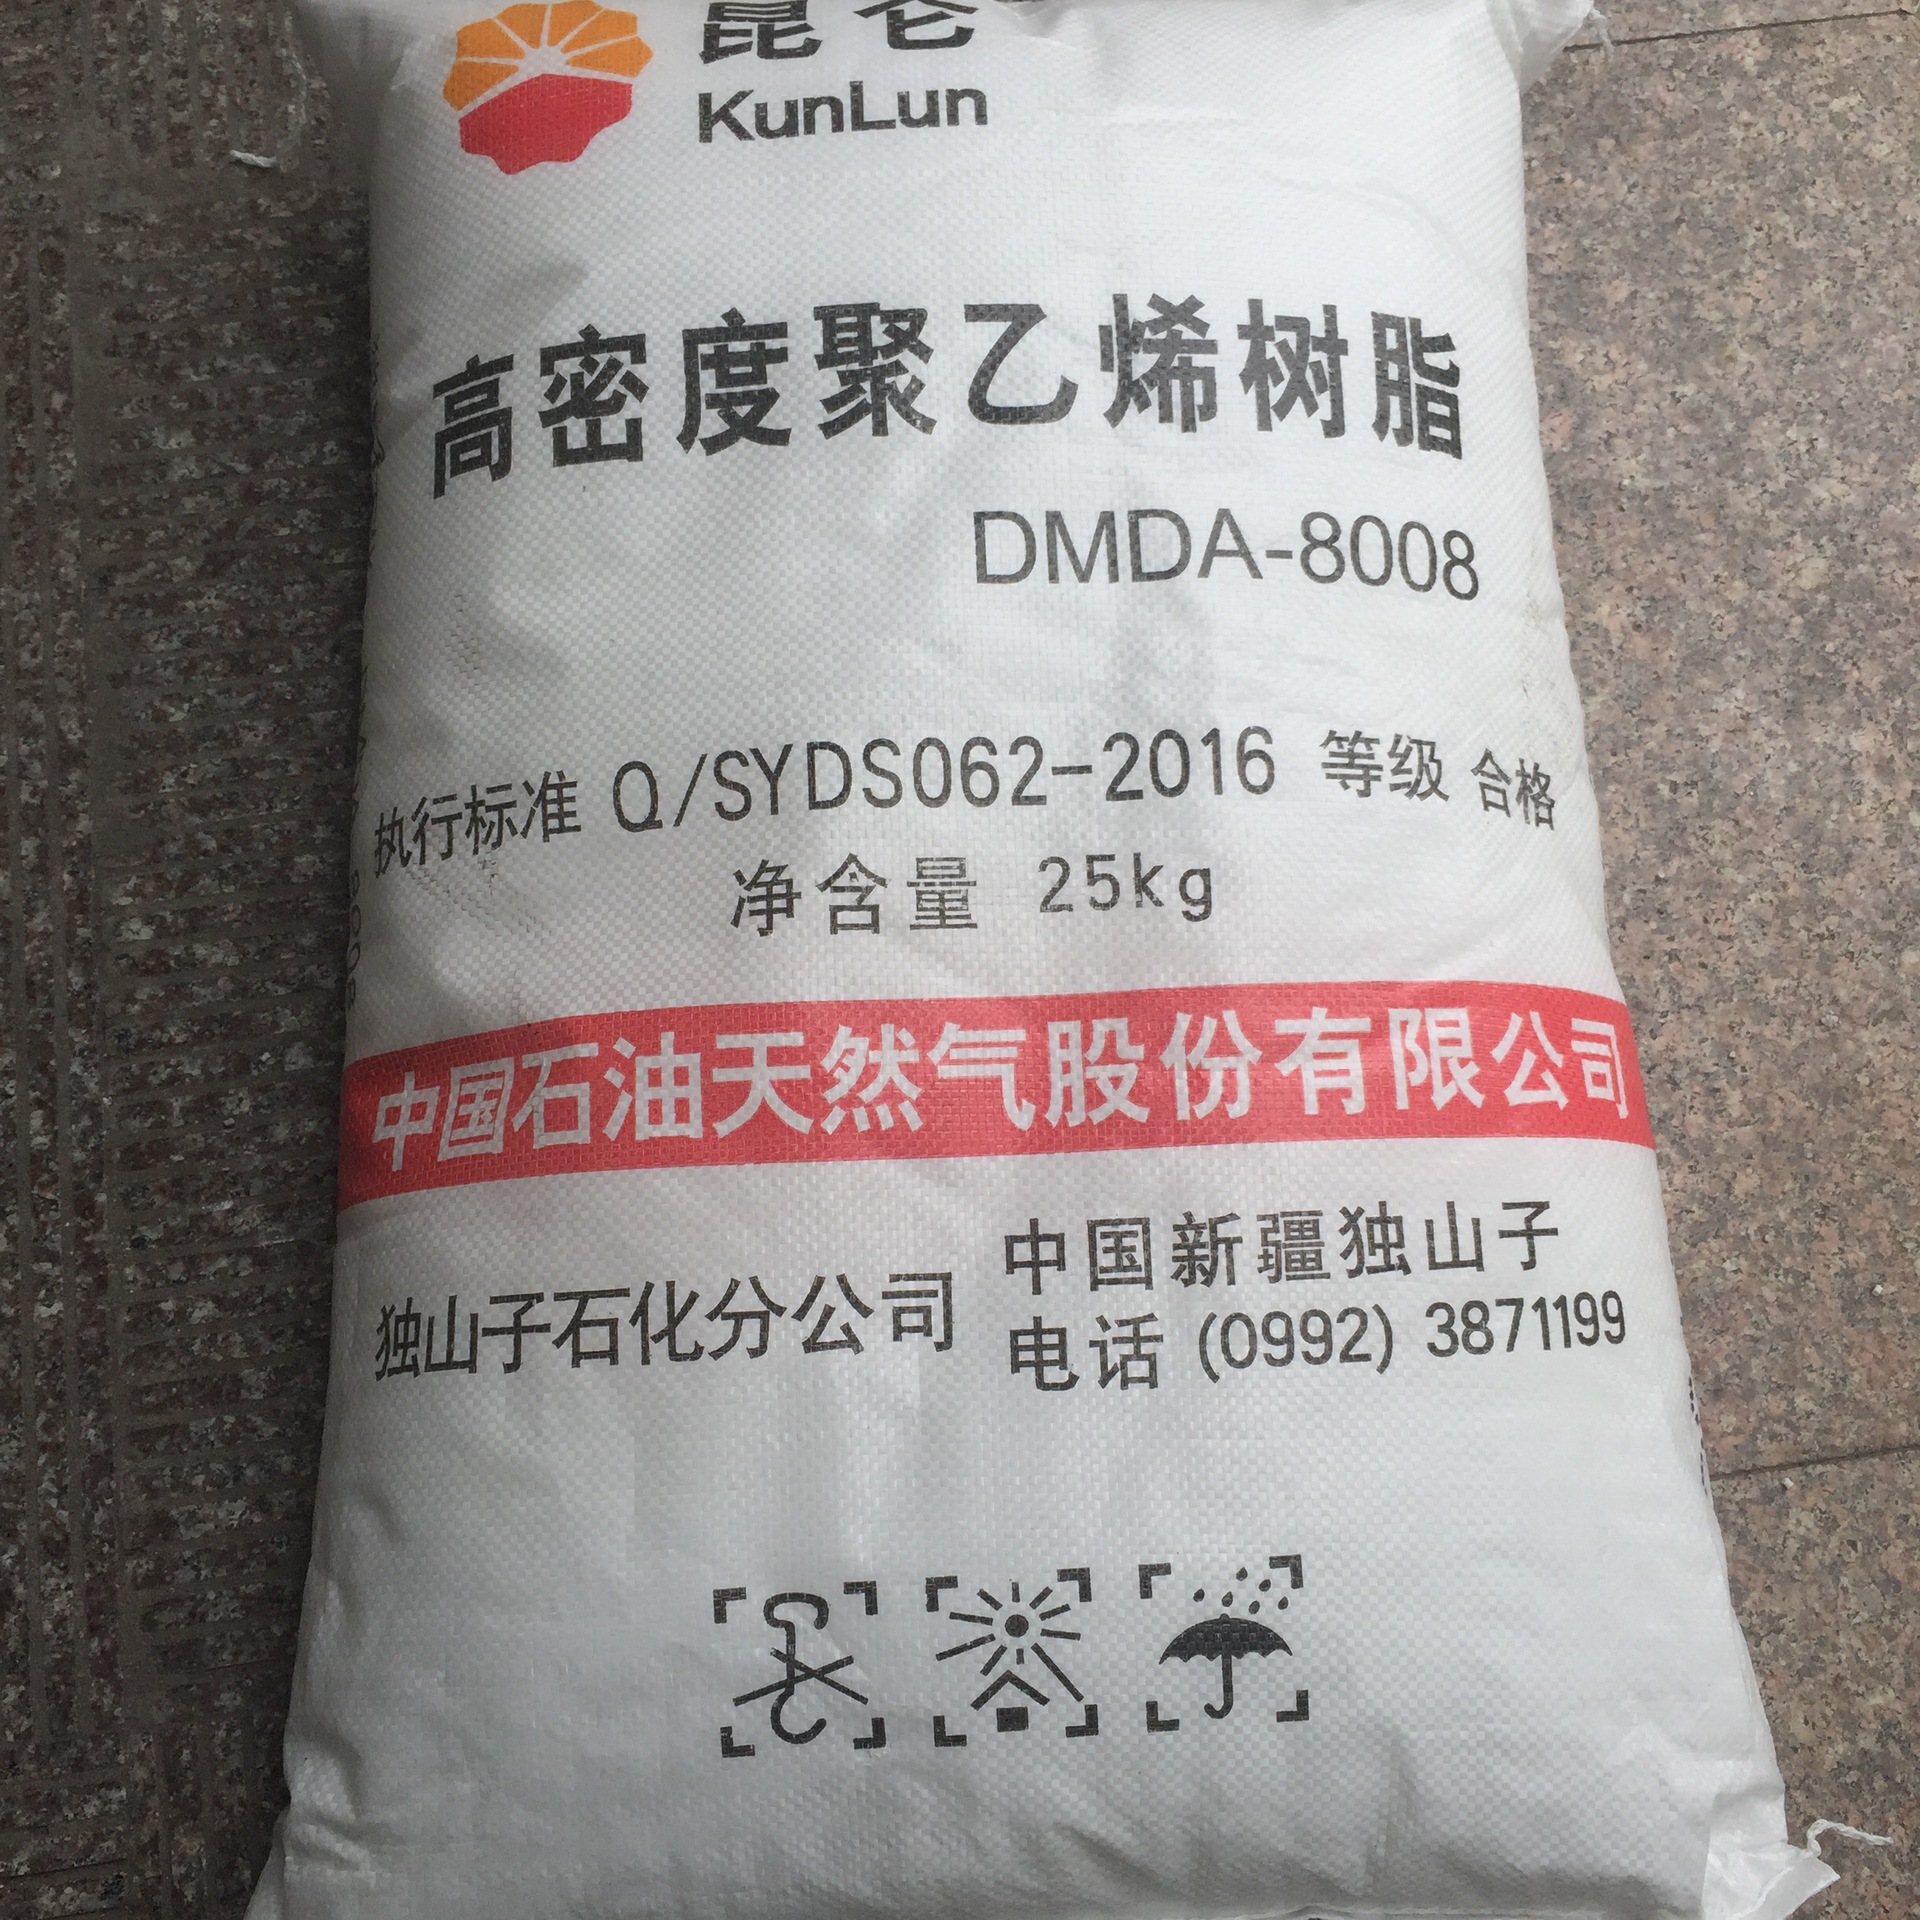 昆仑
KunLun
高密度聚乙烯树脂
DMDA-8008
执行标准 Q/SYDS062-2016 等级 合格
净含量 25kg
中国石油天然气股份有限公司
独山子石化分公司
中国新疆独山子
电话 (0992) 3871199